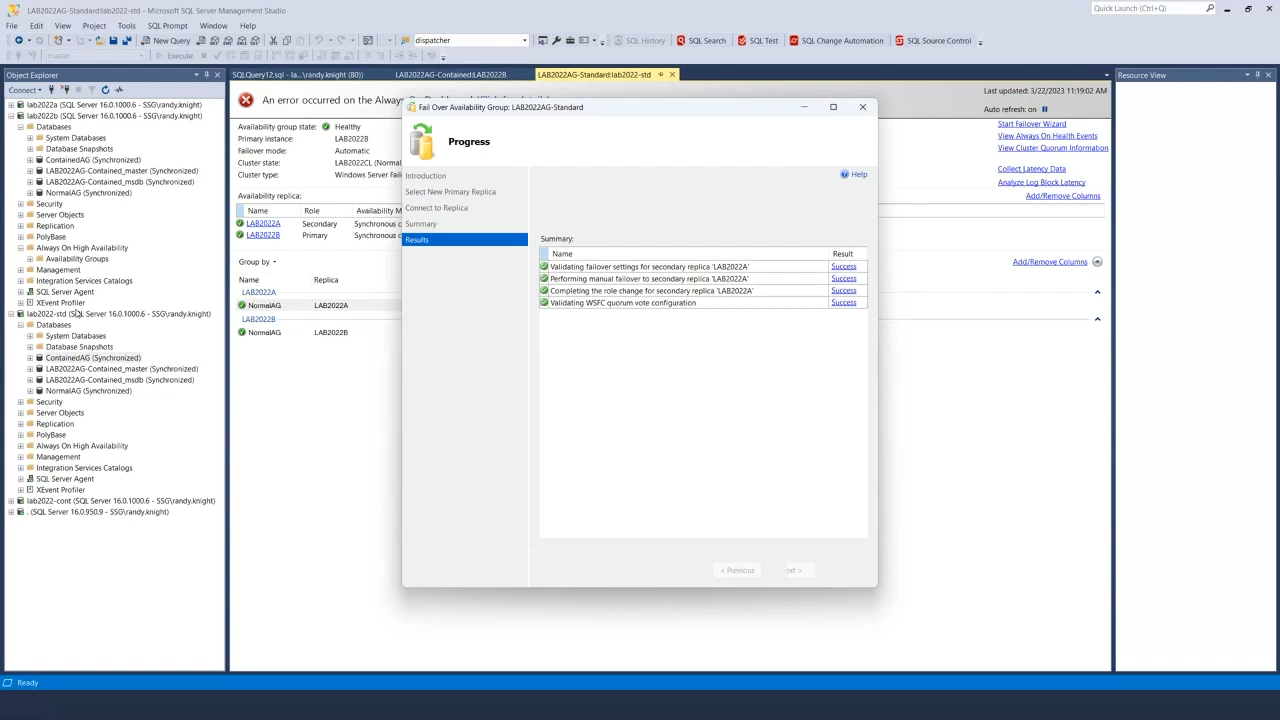 LAB2022AG-Standard:lab2022-std - Microsoft SQL Server Management Studio
Quick Launch (Ctrl+Q)
File Edit View Project Tools SQL Prompt Window Help
New Query dispatcher SQL History SQL Search SQL Test SQL Change Automation SQL Source Control
master Execute
Object Explorer
Connect
lab2022a (SQL Server 16.0.1000.6 - SSG\randy.knight)
lab2022b (SQL Server 16.0.1000.6 - SSG\randy.knight)
Databases
System Databases
Database Snapshots
ContainedAG (Synchronized)
LAB2022AG-Contained_master (Synchronized)
LAB2022AG-Contained_msdb (Synchronized)
NormalAG (Synchronized)
Security
Server Objects
Replication
PolyBase
Always On High Availability
Availability Groups
Management
Integration Services Catalogs
SQL Server Agent
XEvent Profiler
lab2022-std (SQL Server 16.0.1000.6 - SSG\randy.knight)
Databases
System Databases
Database Snapshots
ContainedAG (Synchronized)
LAB2022AG-Contained_master (Synchronized)
LAB2022AG-Contained_msdb (Synchronized)
NormalAG (Synchronized)
Security
Server Objects
Replication
PolyBase
Always On High Availability
Management
Integration Services Catalogs
SQL Server Agent
XEvent Profiler
lab2022-cont (SQL Server 16.0.1000.6 - SSG\randy.knight)
. (SQL Server 16.0.950.9 - SSG\randy.knight)
SQLQuery12.sql - la...\randy.knight (80)) LAB2022AG-Contained:LAB2022B LAB2022AG-Standard:lab2022-std
An error occurred on the Alway
Last updated: 3/22/2023 11:19:02 AM
Auto refresh: on
Availability group state: Healthy
Primary instance: LAB2022B
Failover mode: Automatic
Cluster state: LAB2022CL (Normal
Cluster type: Windows Server Fail
Start Failover Wizard
View Always On Health Events
View Cluster Quorum Information
Collect Latency Data
Analyze Log Block Latency
Add/Remove Columns
Availability replica:
Name Role Availability M
LAB2022A Secondary Synchronous c
LAB2022B Primary Synchronous c
Group by
Add/Remove Columns
Name Replica
LAB2022A
NormalAG LAB2022A
LAB2022B
NormalAG LAB2022B
Fail Over Availability Group: LAB2022AG-Standard
Progress
Introduction
Select New Primary Replica
Connect to Replica
Summary
Results
Help
Summary:
Name Result
Validating failover settings for secondary replica 'LAB2022A' Success
Performing manual failover to secondary replica 'LAB2022A' Success
Completing the role change for secondary replica 'LAB2022A' Success
Validating WSFC quorum vote configuration Success
< Previous ext >
Resource View
Ready